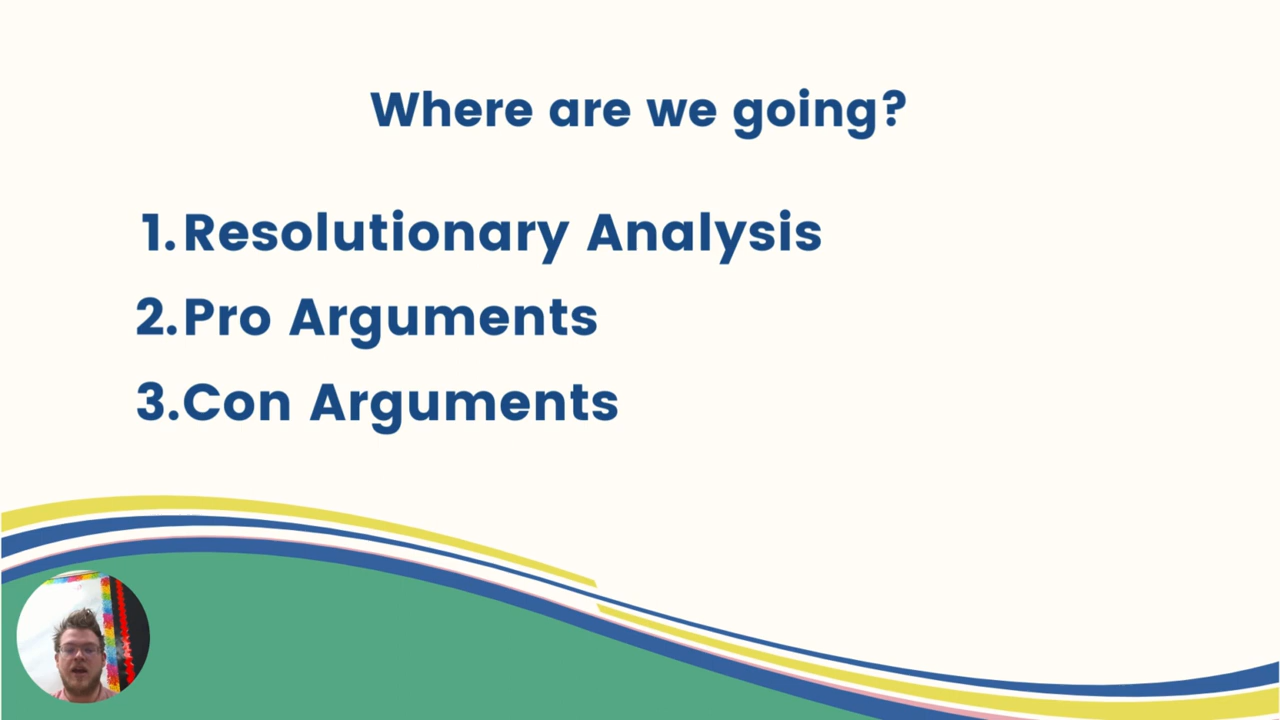 Where are we going?
1. Resolutionary Analysis
2. Pro Arguments
3. Con Arguments